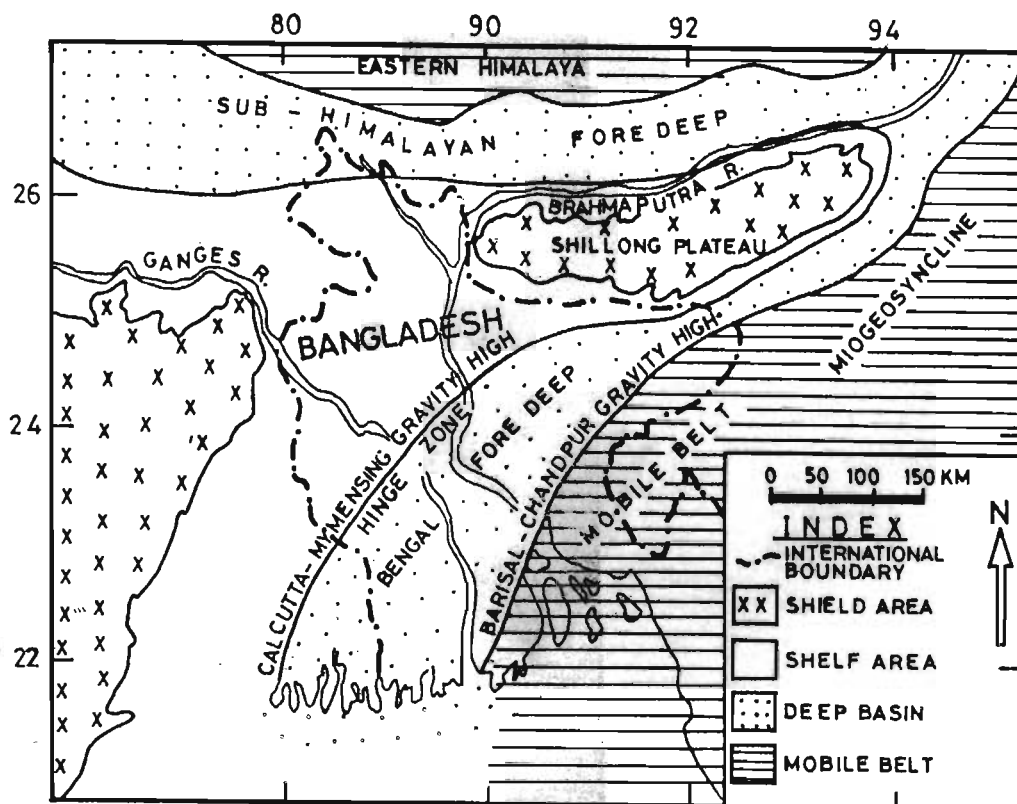 80 90 92 94
EASTERN HIMALAYA
SUB - HIMALAYAN FORE DEEP
26
BRAHMAPUTRA R.
SHILLONG PLATEAU
GANGES R.
MIOGEOSYNCLINE
BANGLADESH
24
CALCUTTA-MYMENSING GRAVITY HIGH
HINGE ZONE
BENGAL FORE DEEP
BARISAL-CHANDPUR GRAVITY HIGH
MOBILE BELT
22
0 50 100 150 KM
INDEX
INTERNATIONAL
BOUNDARY
XX SHIELD AREA
SHELF AREA
DEEP BASIN
MOBILE BELT
N